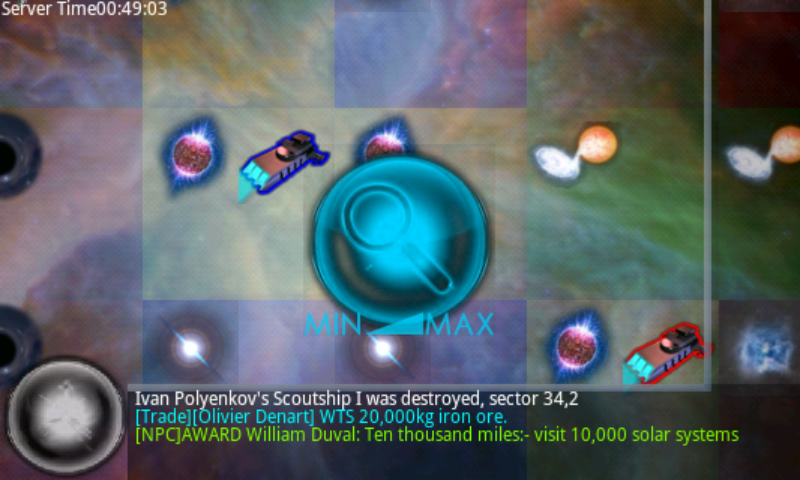 Server Time00:49:03
MIN MAX
Ivan Polyenkov's Scoutship I was destroyed, sector 34,2
[Trade][Olivier Denart] WTS 20,000kg iron ore.
[NPC]AWARD William Duval: Ten thousand miles:- visit 10,000 solar systems